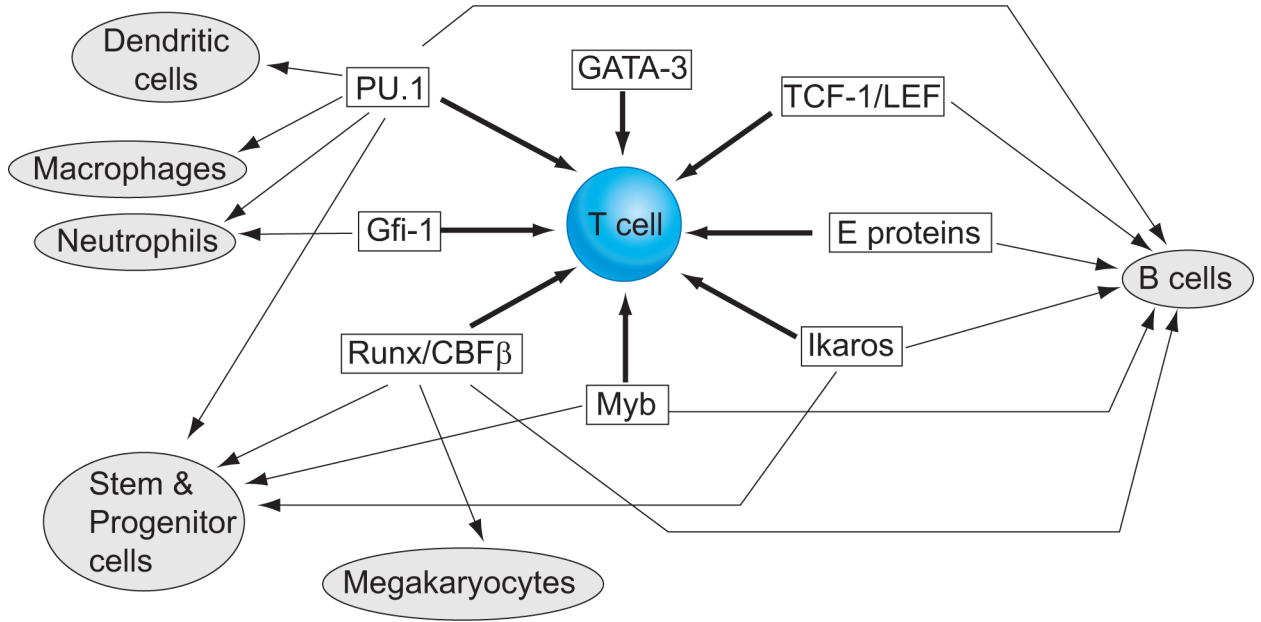 Dendritic
cells
PU.1
GATA-3
TCF-1/LEF
Macrophages
Neutrophils
Gfi-1
T cell
E proteins
B cells
Runx/CBFβ
Ikaros
Myb
Stem &
Progenitor
cells
Megakaryocytes